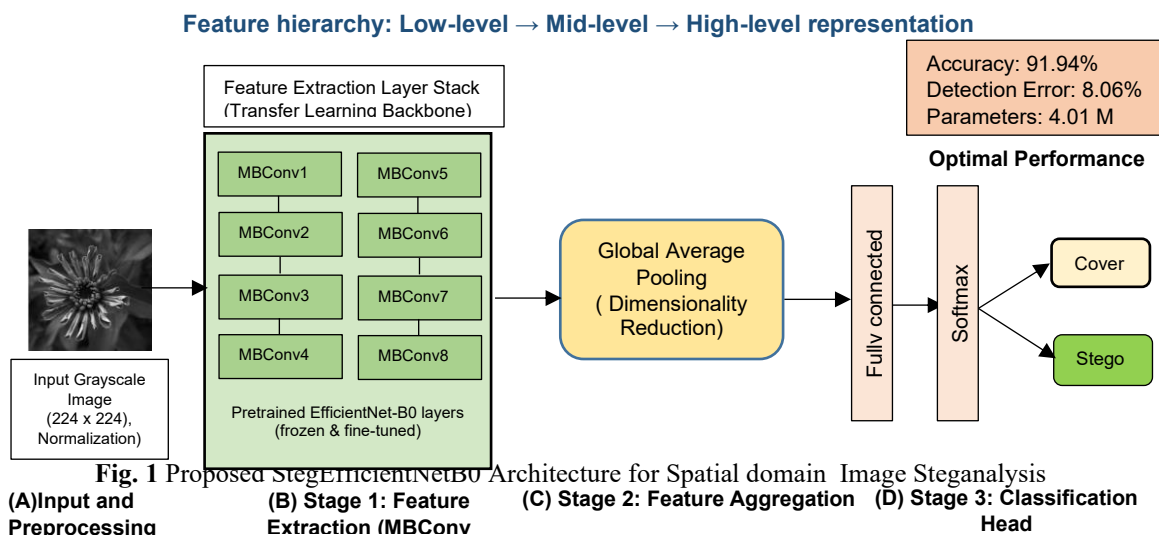 Feature hierarchy: Low-level → Mid-level → High-level representation
Feature Extraction Layer Stack
(Transfer Learning Backbone)
Accuracy: 91.94%
Detection Error: 8.06%
Parameters: 4.01 M
Optimal Performance
MBConv1
MBConv2
MBConv3
MBConv4
MBConv5
MBConv6
MBConv7
MBConv8
Pretrained EfficientNet-B0 layers
(frozen & fine-tuned)
Input Grayscale
Image
(224 x 224),
Normalization)
Global Average
Pooling
( Dimensionality
Reduction)
Fully connected
Softmax
Cover
Stego
Fig. 1 Proposed StegEfficientNetB0 Architecture for Spatial domain Image Steganalysis
(A)Input and
Preprocessing
(B) Stage 1: Feature
Extraction (MBConv
(C) Stage 2: Feature Aggregation
(D) Stage 3: Classification
Head